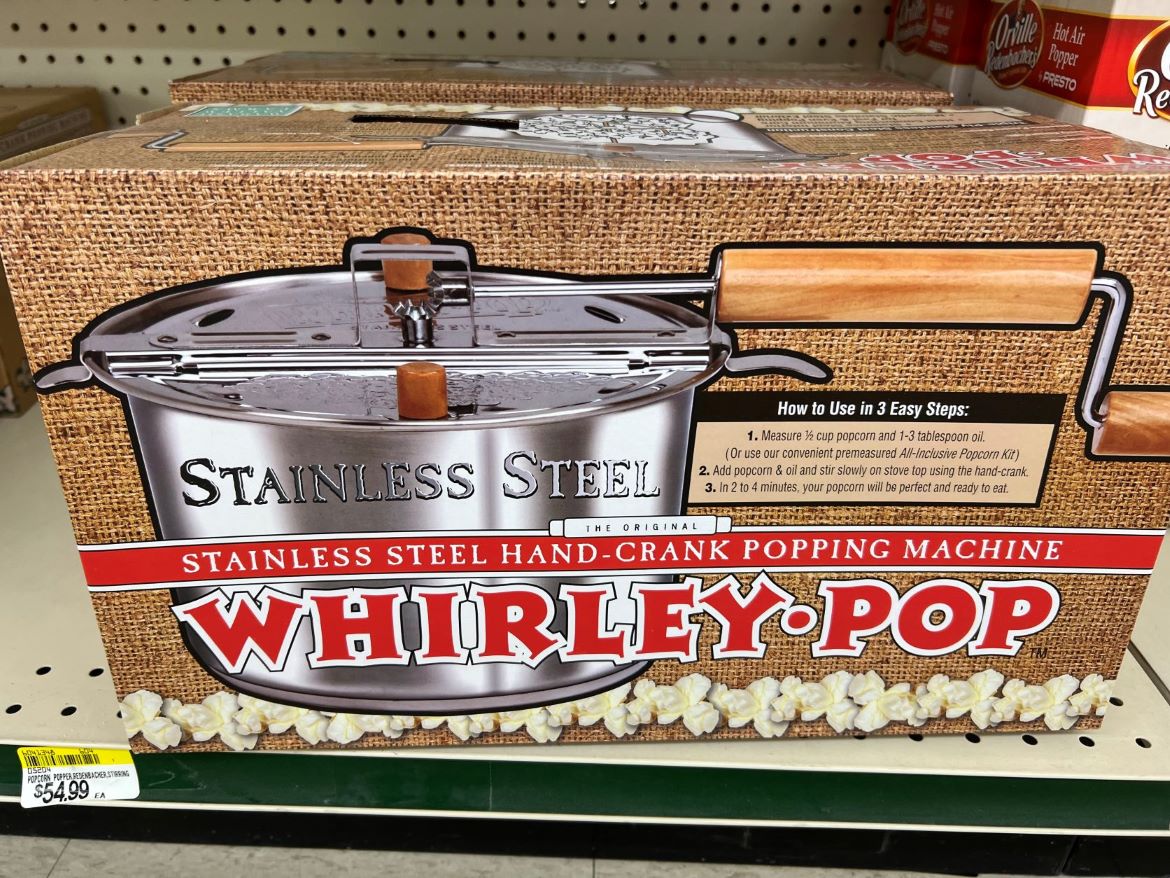 Orville
Redenbacher's
Hot Air
Popper
by PRESTO
Re
STAINLESS STEEL
How to Use in 3 Easy Steps:
1. Measure ½ cup popcorn and 1-3 tablespoon oil.
(Or use our convenient premeasured All-Inclusive Popcorn Kit)
2. Add popcorn & oil and stir slowly on stove top using the hand-crank.
3. In 2 to 4 minutes, your popcorn will be perfect and ready to eat.
THE ORIGINAL
STAINLESS STEEL HAND-CRANK POPPING MACHINE
WHIRLEY·POP™
05204
POPCORN POPPER,REDENBACHER,STIRRING
$54.99 EA